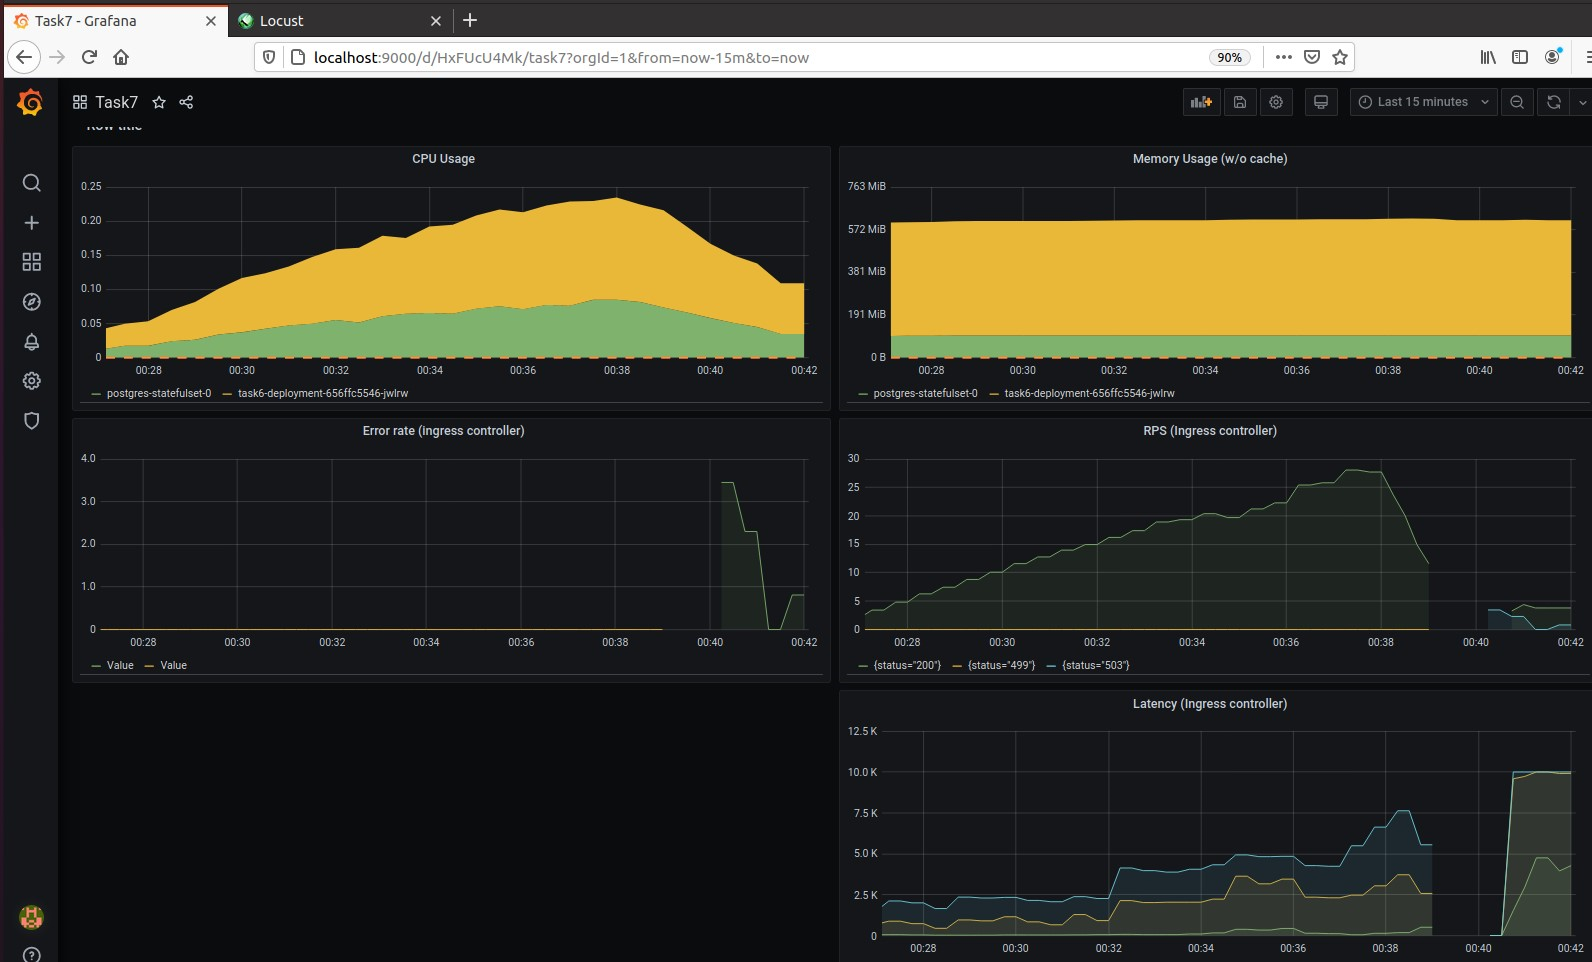 Task7 - Grafana
Locust
localhost:9000/d/HxFUcU4Mk/task7?orgId=1&from=now-15m&to=now
90%
Task7
Last 15 minutes
Row title
CPU Usage
0.25
0.20
0.15
0.10
0.05
0
00:28 00:30 00:32 00:34 00:36 00:38 00:40 00:42
postgres-statefulset-0 task6-deployment-656ffc5546-jwlrw
Memory Usage (w/o cache)
763 MiB
572 MiB
381 MiB
191 MiB
0 B
00:28 00:30 00:32 00:34 00:36 00:38 00:40 00:42
postgres-statefulset-0 task6-deployment-656ffc5546-jwlrw
Error rate (ingress controller)
4.0
3.0
2.0
1.0
0
00:28 00:30 00:32 00:34 00:36 00:38 00:40 00:42
Value Value
RPS (Ingress controller)
30
25
20
15
10
5
0
00:28 00:30 00:32 00:34 00:36 00:38 00:40 00:42
{status="200"} {status="499"} {status="503"}
Latency (Ingress controller)
12.5 K
10.0 K
7.5 K
5.0 K
2.5 K
0
00:28 00:30 00:32 00:34 00:36 00:38 00:40 00:42